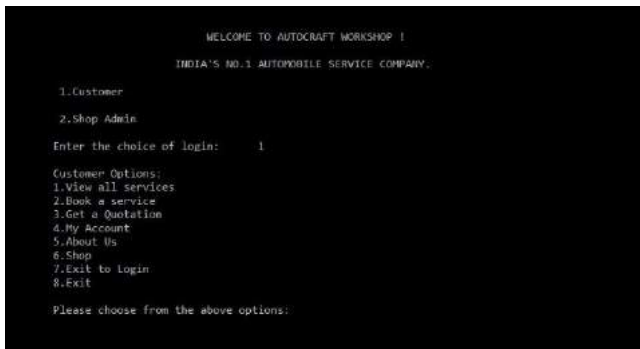 WELCOME TO AUTOCRAFT WORKSHOP !
INDIA'S NO.1 AUTOMOBILE SERVICE COMPANY.
1.Customer
2.Shop Admin
Enter the choice of login: 1
Customer Options:
1.View all services
2.Book a service
3.Get a Quotation
4.My Account
5.About Us
6.Shop
7.Exit to Login
8.Exit
Please choose from the above options: